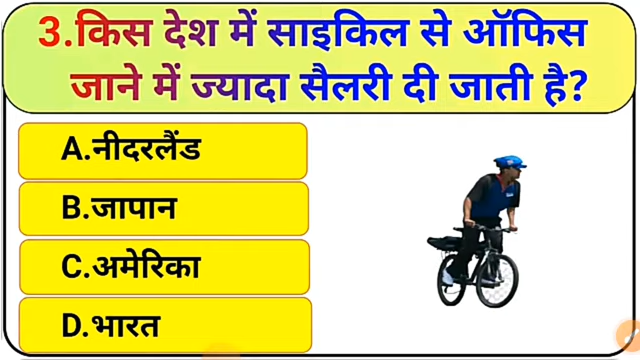 3.किस देश में साइकिल से ऑफिस
जाने में ज्यादा सैलरी दी जाती है?
A.नीदरलैंड
B.जापान
C.अमेरिका
D.भारत